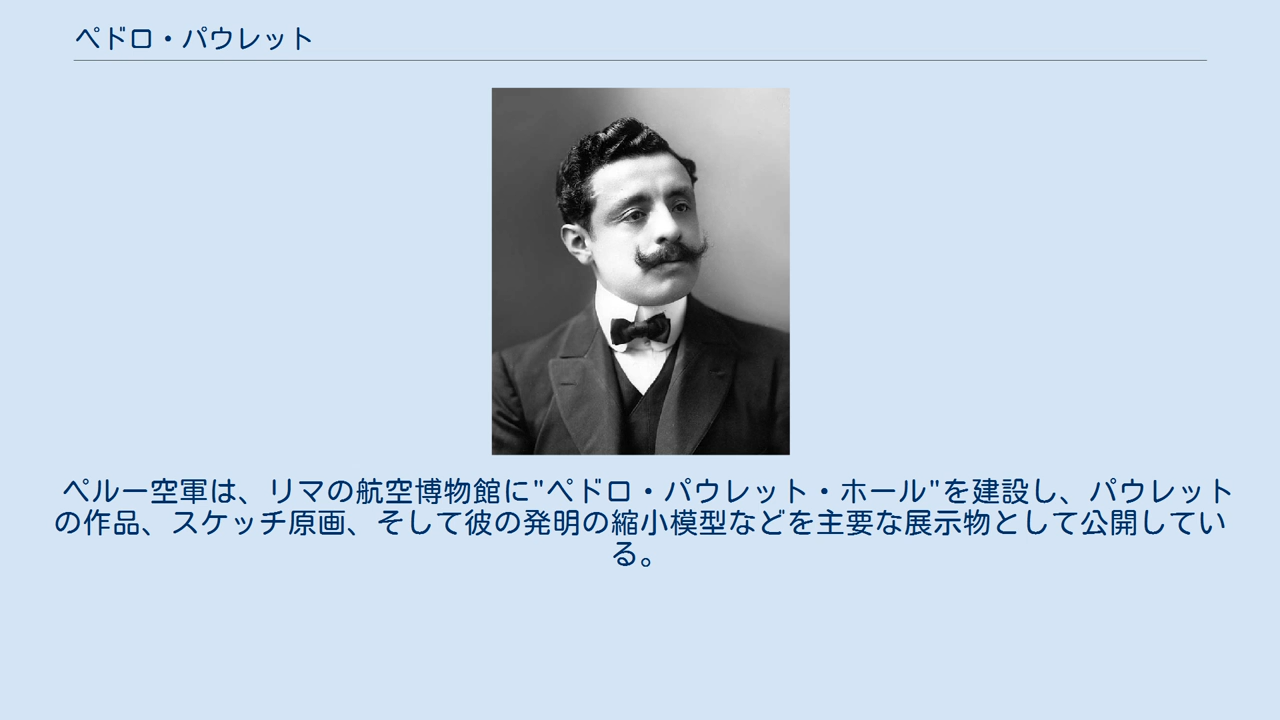 ペドロ・パウレット
ペルー空軍は、リマの航空博物館に"ペドロ・パウレット・ホール"を建設し、パウレット
の作品、スケッチ原画、そして彼の発明の縮小模型などを主要な展示物として公開してい
る。